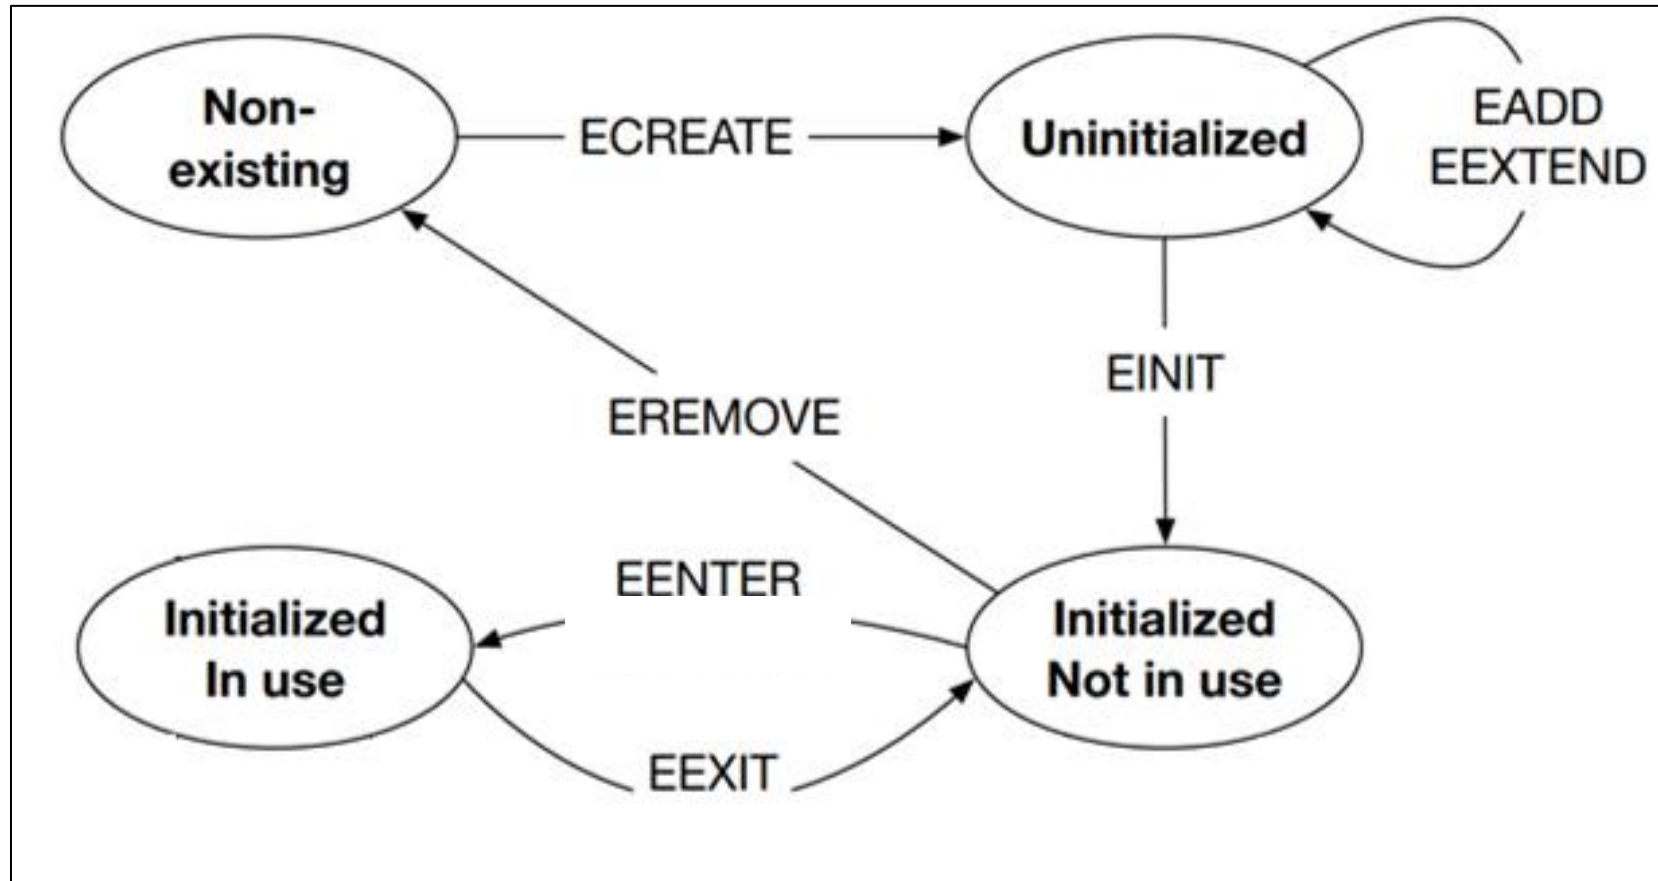 Non-
existing
ECREATE
Uninitialized
EADD
EEXTEND
EINIT
EREMOVE
EENTER
Initialized
In use
Initialized
Not in use
EEXIT